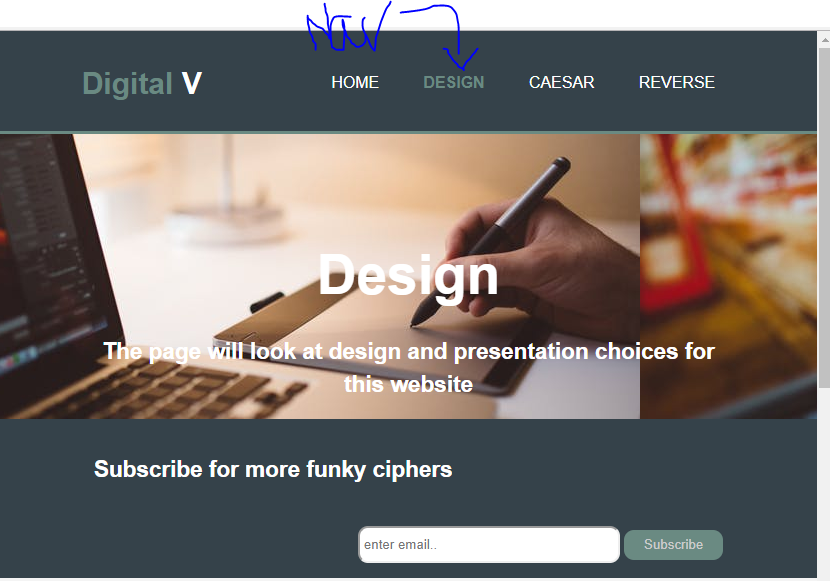 Nav
Digital V
HOME DESIGN CAESAR REVERSE
Design
The page will look at design and presentation choices for
this website
Subscribe for more funky ciphers
enter email.. Subscribe